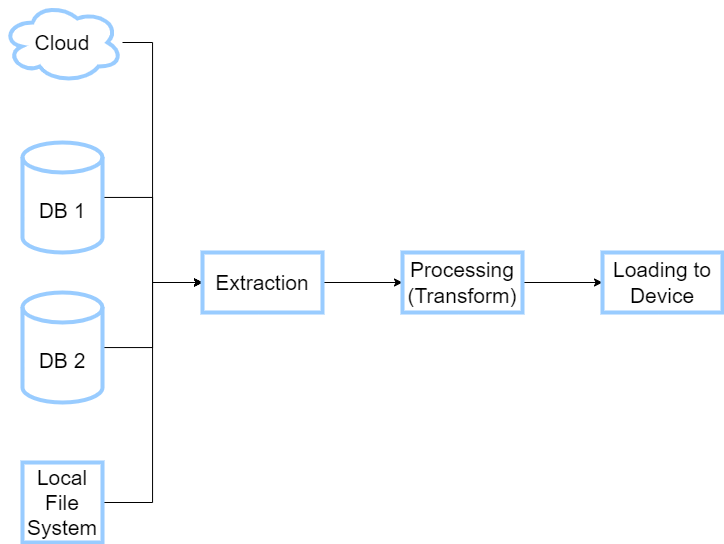 Cloud
DB 1
DB 2
Local
File
System
Extraction
Processing
(Transform)
Loading to
Device